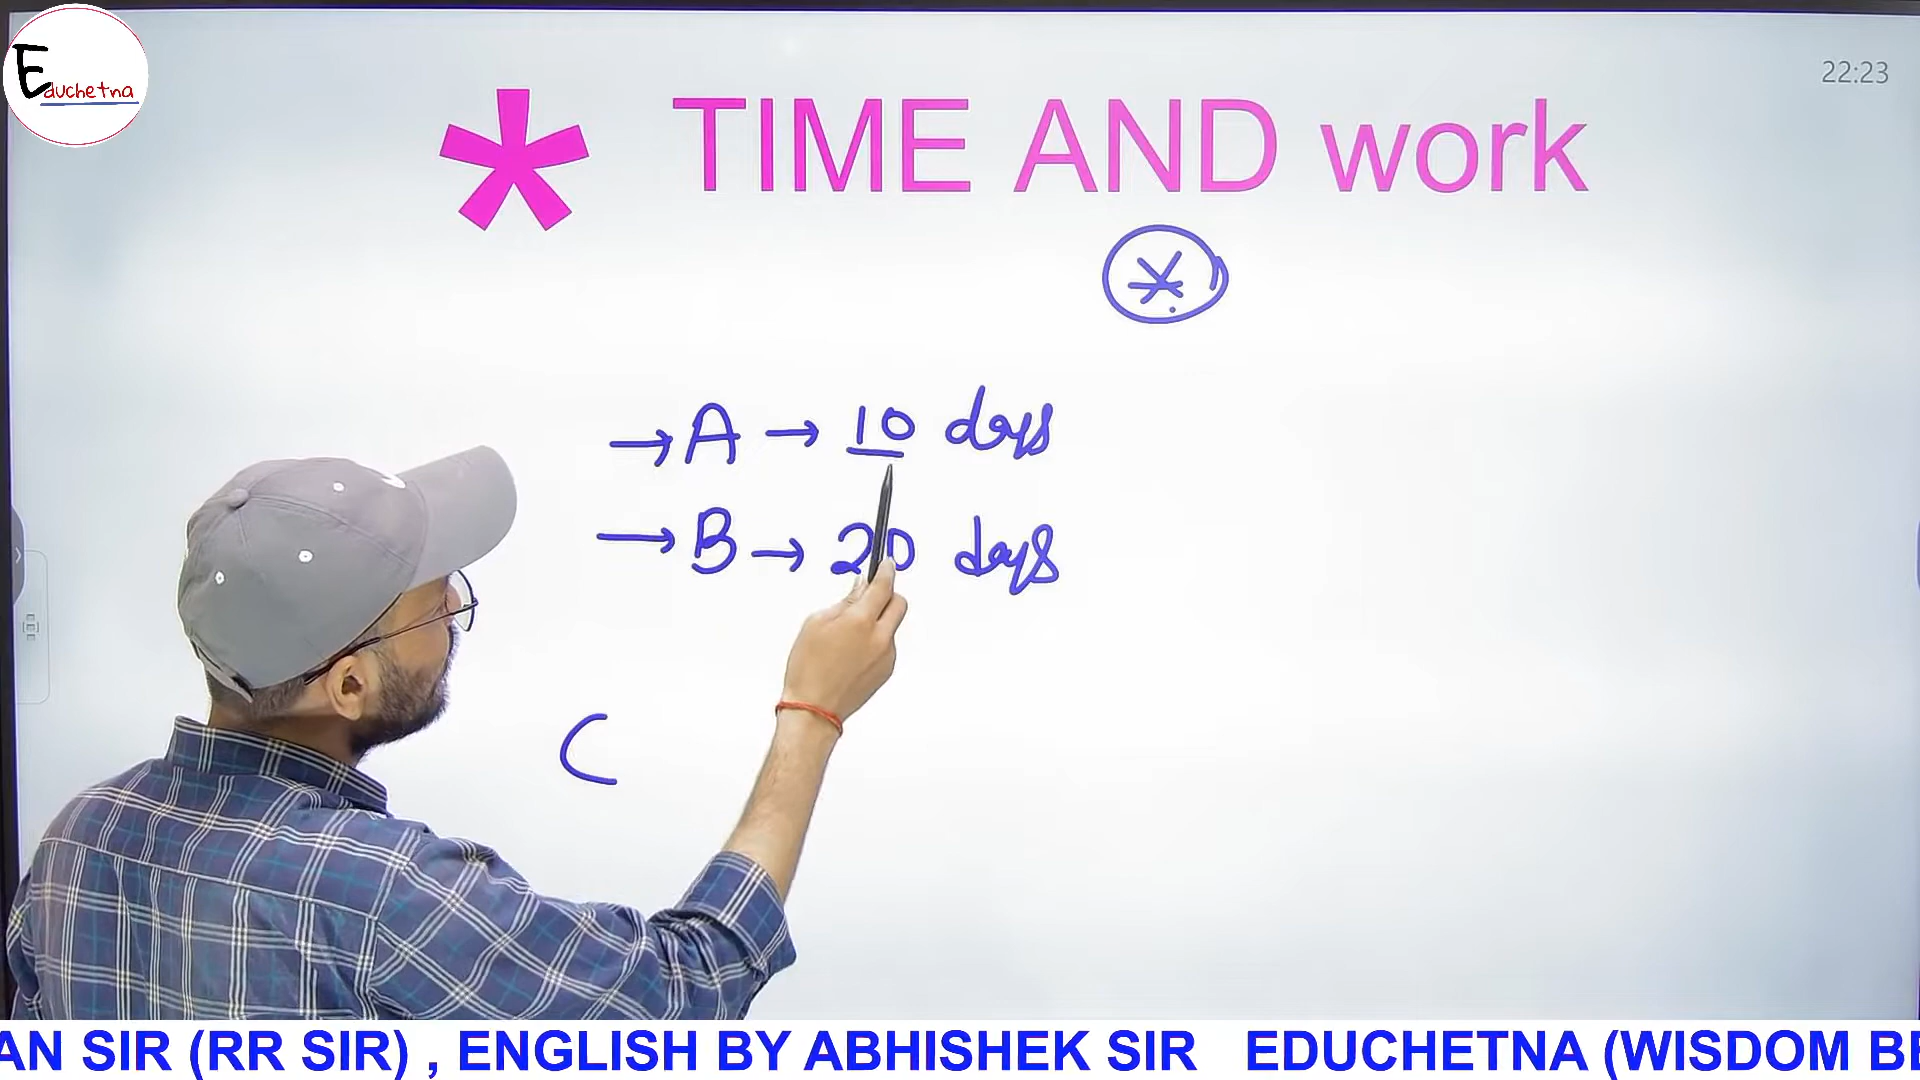 Educhetna
22:23
* TIME AND work
→ A → 10 days
→ B → 20 days
C
AN SIR (RR SIR) , ENGLISH BY ABHISHEK SIR EDUCHETNA (WISDOM BE